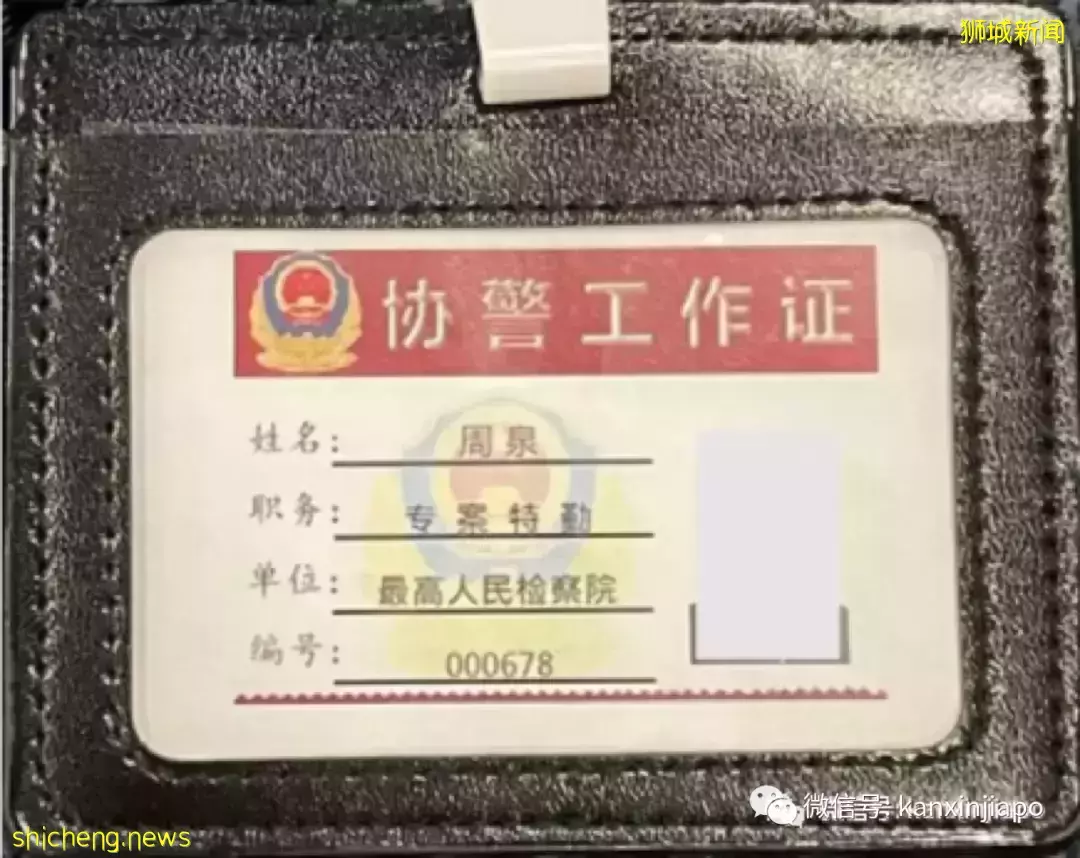 狮城新闻
协警工作证
姓名：周泉
职务：专案特勤
单位：最高人民检察院
编号：000678
微信号: kanxinjiapo
shicheng.news